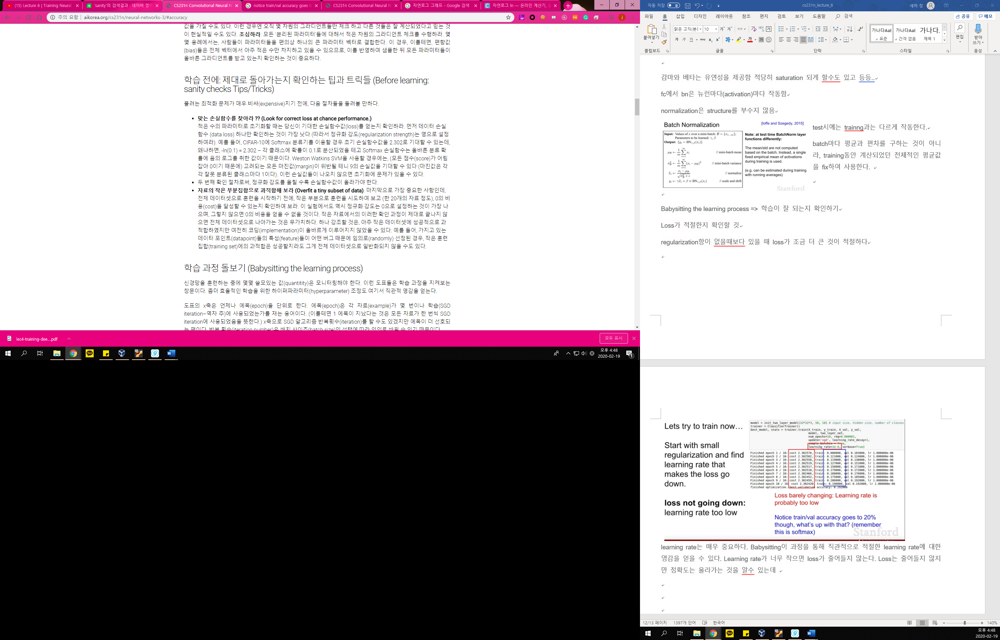 (15) Lecture 6 | Training Neural
'sanity'의 검색결과 : 네이버 영어
CS231n Convolutional Neural N
notice train/val accuracy goes t
CS231n Convolutional Neural N
자연로그 그래프 - Google 검색
자연로그 ln — 온라인 계산기,
주의 요함 | aikorea.org/cs231n/neural-networks-3/#accuracy
값을 가질 수도 있다. 이런 경우엔 오직 몇 차원의 그라디언트들만 체크 하고 다른 것들은 잘 계산되었다고 믿는 것
이 현실적일 수도 있다. 조심하라: 모든 '분리된 파라미터'들에 대해서 적은 차원의 그라디언트 체크를 수행하라. 몇
몇 용례에서는, 사람들이 파라미터들을 편의상 하나의 큰 파라미터 벡터로 결합한다. 이 경우, 이를테면, 편향값
(bias)들은 전체 벡터에서 아주 적은 수만 차지하고 있을 수 있으므로, 이를 반영하여 샘플한 뒤 모든 파라미터들이
올바른 그라디언트를 받고 있는지 확인하는 것이 중요하다.
학습 전에: 제대로 돌아가는지 확인하는 팁과 트릭들 (Before learning:
sanity checks Tips/Tricks)
풀려는 최적화 문제가 매우 비싸(expensive)지기 전에, 다음 절차들을 돌려볼 만하다.
• 맞는 손실함수를 찾아라 ?? (Look for correct loss at chance performance.)
적은 수의 파라미터로 초기화할 때는 당신이 기대한 손실함수값(loss)를 얻는지 확인하라. 먼저 데이터 손실
함수 (data loss) 하나만 확인하는 것이 가장 낫다 (따라서 정규화 강도(regularization strength)는 영으로 설정
하여라). 예를 들어, CIFAR-10에 Softmax 분류기를 이용할 경우 초기 손실함수값을 2.302로 기대할 수 있는데,
왜냐하면, -ln(0.1) = 2.302 – 각 클래스에 확률이 0.1로 분산되었을 테고 Softmax 손실함수는 올바른 분류 확
률에 음의 로그를 취한 값이기 때문이다. Weston Watkins SVM을 사용할 경우에는, (모든 점수(score)가 어림
잡아 0이기 때문에) 고려되는 모든 마진값(margin)이 위반될 테니 9의 손실값을 기대할 수 있다 (마진값은 각
각 잘못 분류된 클래스마다 1이다). 이런 손실값들이 나오지 않으면 초기화에 문제가 있을 수 있다.
• 두 번째 확인 절차로써, 정규화 강도를 올릴 수록 손실함수값이 올라가야 한다.
• 자료의 작은 부분집합으로 과적합해 보라 (Overfit a tiny subset of data). 마지막으로 가장 중요한 사항인데,
전체 데이터셋으로 훈련을 시작하기 전에, 작은 부분으로 훈련을 시도하여 보고 (한 20개의 자료 정도), 0의 비
용(cost)을 달성할 수 있는지 확인하여 보라. 이 실험에서도 역시 정규화 강도는 0으로 설정하는 것이 가장 나
으며, 그렇지 않으면 0의 비용을 얻을 수 없을 것이다. 작은 자료에서의 이러한 확인 과정이 제대로 끝나지 않
으면 전체 데이터셋으로 나아가는 것은 무가치하다. 하나 강조할 것은, 아주 작은 데이터셋에 성공적으로 과
적합하였지만 여전히 코딩(implementation)이 올바르게 이루어지지 않았을 수 있다. 예를 들어, 가지고 있는
데이터 포인트(datapoint)들의 특성(feature)들이 어떤 버그 때문에 임의로(randomly) 선정된 경우, 작은 훈련
집합(training set)에의 과적합은 성공할지라도 그게 전체 데이터셋으로 일반화되지 않을 수도 있다.
학습 과정 돌보기 (Babysitting the learning process)
신경망을 훈련하는 중에 몇몇 쓸모있는 값(quantitity)은 모니터링해야 한다. 이런 도표들은 학습 과정을 지켜보는
창문이다. 좀더 효율적인 학습을 위한 하이퍼파라미터(hyperparameter) 조정도 여기서 직관적 영감을 얻는다.
도표의 x축은 언제나 에폭(epoch)을 단위로 한다. 에폭(epoch)은 각 자료(example)가 몇 번이나 학습(SGD
iteration–역자 주)에 사용되었는가를 재는 용어이다. (이를테면 1 에폭이 지났다는 것은 모든 자료가 한 번씩 SGD
iteration에 사용되었음을 뜻한다.) x축으로 SGD 알고리즘 반복횟수(iteration)를 할 수도 있겠지만 에폭이 더 선호되
는 편이다. 반복 횟수(iteration number)은 배치 사이즈(batch size)의 선택에 따라 임의로 바뀔 수 있기 때문이다.
lec4-training-dee....pdf
모두 표시
오후 4:48
2020-02-19
자동 저장 끔
cs231n_lecture_6
새하 정
파일 홈 삽입 디자인 레이아웃 참조 편지 검토 보기 도움말 검색 공유 메모
붙여넣기
맑은 고딕(본문 10
가나다AaB 가나다AaB 가나다,
표준 간격 없음 제목 1
편집 받아쓰기
클립보드 글꼴 단락 스타일 음성
감마와 베타는 유연성을 제공함 적당히 saturation 되게 할수도 있고 등등..
fc에서 bn은 뉴런마다(activation)마다 작동함
normalization은 structure를 부수지 않음
Batch Normalization
[Ioffe and Szegedy, 2015]
Input: Values of x over a mini-batch: B = {x1...m};
Parameters to be learned: γ, β
Output: {yi = BNγ,β(xi)}
μB ← 1/m Σ xi // mini-batch mean
σ²B ← 1/m Σ (xi − μB)² // mini-batch variance
x̂i ← (xi − μB)/√(σ²B + ϵ) // normalize
yi ← γx̂i + β ≡ BNγ,β(xi) // scale and shift
Note: at test time BatchNorm layer
functions differently:
The mean/std are not computed
based on the batch. Instead, a single
fixed empirical mean of activations
during training is used.
(e.g. can be estimated during training
with running averages)
Stanford
test시에는 trainng과는 다르게 작동한다.
batch마다 평균과 편차를 구하는 것이 아니
라, training동안 계산되었던 전체적인 평균값
을 fix하여 사용한다.
Babysitting the learning process => 학습이 잘 되는지 확인하기
Loss가 적절한지 확인할 것
regularization항이 없을때보다 있을 때 loss가 조금 더 큰 것이 적절하다
Lets try to train now…
Start with small
regularization and find
learning rate that
makes the loss go
down.
loss not going down:
learning rate too low
model = init_two_layer_model(32*32*3, 50, 10) # input size, hidden size, number of classes
trainer = ClassifierTrainer()
best_model, stats = trainer.train(X_train, y_train, X_val, y_val,
model, two_layer_net,
num_epochs=10, reg=0.000001,
update='sgd', learning_rate_decay=1,
sample_batches = True,
learning_rate=1e-6, verbose=True)
Finished epoch 1 / 10: cost 2.302576, train: 0.080000, val 0.103000, lr 1.000000e-06
Finished epoch 2 / 10: cost 2.302582, train: 0.121000, val 0.124000, lr 1.000000e-06
Finished epoch 3 / 10: cost 2.302558, train: 0.119000, val 0.138000, lr 1.000000e-06
Finished epoch 4 / 10: cost 2.302519, train: 0.127000, val 0.151000, lr 1.000000e-06
Finished epoch 5 / 10: cost 2.302517, train: 0.158000, val 0.171000, lr 1.000000e-06
Finished epoch 6 / 10: cost 2.302518, train: 0.179000, val 0.172000, lr 1.000000e-06
Finished epoch 7 / 10: cost 2.302466, train: 0.180000, val 0.176000, lr 1.000000e-06
Finished epoch 8 / 10: cost 2.302452, train: 0.175000, val 0.185000, lr 1.000000e-06
Finished epoch 9 / 10: cost 2.302459, train: 0.206000, val 0.192000, lr 1.000000e-06
Finished epoch 10 / 10: cost 2.302420, train: 0.190000, val 0.192000, lr 1.000000e-06
finished optimization. best validation accuracy: 0.192000
Loss barely changing: Learning rate is
probably too low
Notice train/val accuracy goes to 20%
though, what's up with that? (remember
this is softmax)
Stanford
learning rate는 매우 중요하다. Babysitting이 과정을 통해 직관적으로 적절한 learning rate에 대한
영감을 얻을 수 있다. Learning rate가 너무 작으면 loss가 줄어들지 않는다. Loss는 줄어들지 않지
만 정확도는 올라가는 것을 알수 있는데
12/13 페이지 1397개 단어 한국어
140%
오후 4:48
2020-02-19